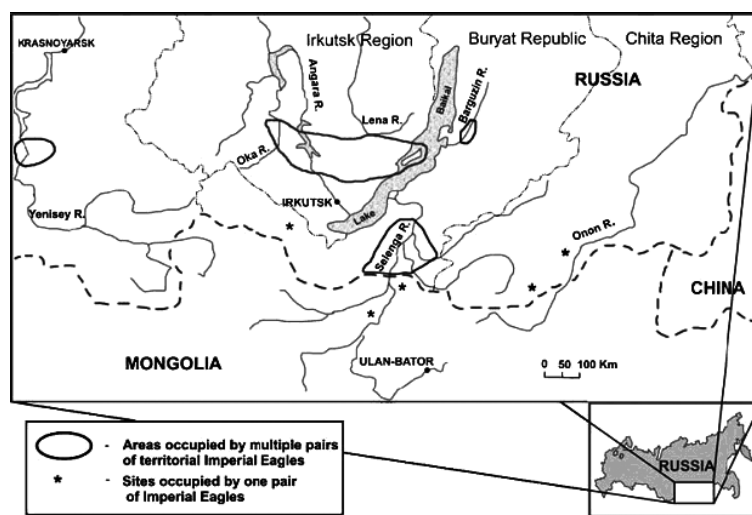 Irkutsk Region
Buryat Republic
Chita Region
KRASNOYARSK
RUSSIA
Angara R.
Baikal
Barguzin R.
Lena R.
Oka R.
IRKUTSK
Lake
Yenisey R.
Selenga R.
Onon R.
CHINA
MONGOLIA
ULAN-BATOR
0 50 100 Km
- Areas occupied by multiple pairs
of territorial Imperial Eagles
* - Sites occupied by one pair
of Imperial Eagles
RUSSIA